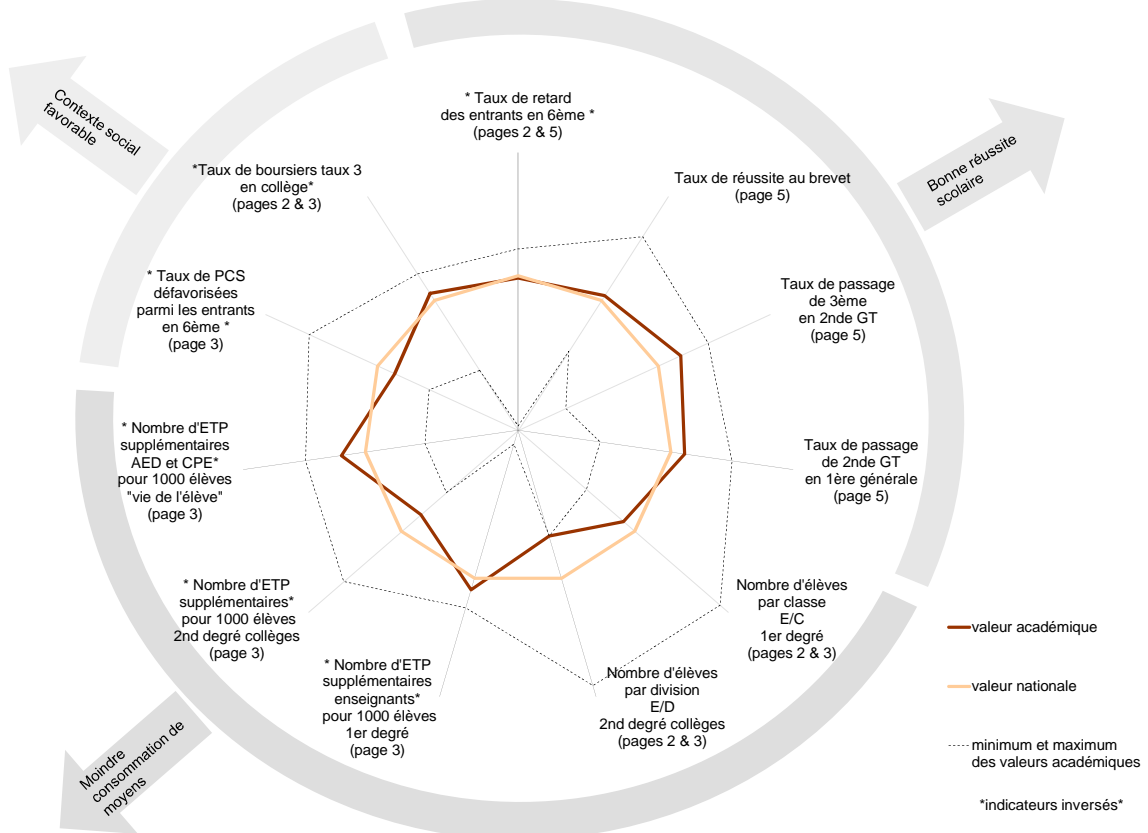 * Taux de retard
des entrants en 6ème *
(pages 2 & 5)
Contexte social
favorable
Bonne réussite
scolaire
*Taux de boursiers taux 3
en collège*
(pages 2 & 3)
Taux de réussite au brevet
(page 5)
* Taux de PCS
défavorisées
parmi les entrants
en 6ème *
(page 3)
Taux de passage
de 3ème
en 2nde GT
(page 5)
* Nombre d'ETP
supplémentaires
AED et CPE*
pour 1000 élèves
"vie de l'élève"
(page 3)
Taux de passage
de 2nde GT
en 1ère générale
(page 5)
* Nombre d'ETP
supplémentaires*
pour 1000 élèves
2nd degré collèges
(page 3)
Nombre d'élèves
par classe
E/C
1er degré
(pages 2 & 3)
* Nombre d'ETP
supplémentaires
enseignants*
pour 1000 élèves
1er degré
(page 3)
Nombre d'élèves
par division
E/D
2nd degré collèges
(pages 2 & 3)
Moindre
consommation de
moyens
valeur académique
valeur nationale
minimum et maximum
des valeurs académiques
*indicateurs inversés*